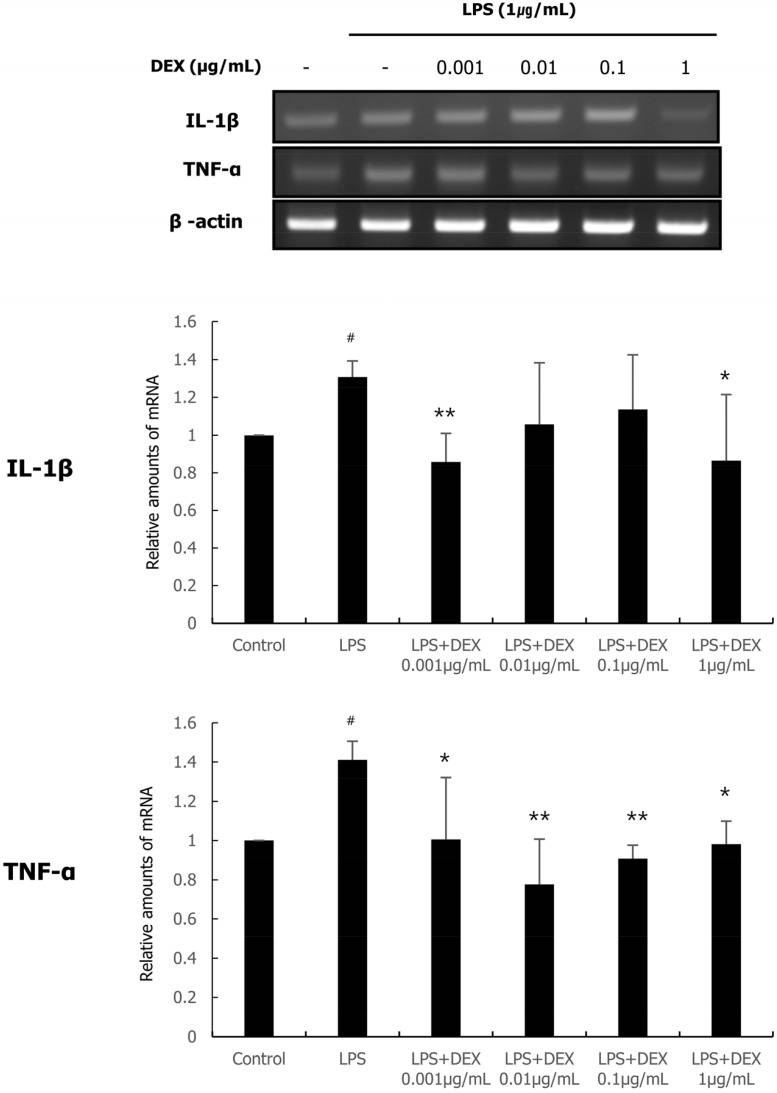 LPS (1㎍/mL)
DEX (µg/mL) - - 0.001 0.01 0.1 1
IL-1β
TNF-α
β -actin
IL-1β
Relative amounts of mRNA
1.6
1.4
1.2
1
0.8
0.6
0.4
0.2
0
#
**
*
Control LPS LPS+DEX LPS+DEX LPS+DEX LPS+DEX
0.001µg/mL 0.01µg/mL 0.1µg/mL 1µg/mL
TNF-α
Relative amounts of mRNA
1.6
1.4
1.2
1
0.8
0.6
0.4
0.2
0
#
*
**
**
*
Control LPS LPS+DEX LPS+DEX LPS+DEX LPS+DEX
0.001µg/mL 0.01µg/mL 0.1µg/mL 1µg/mL